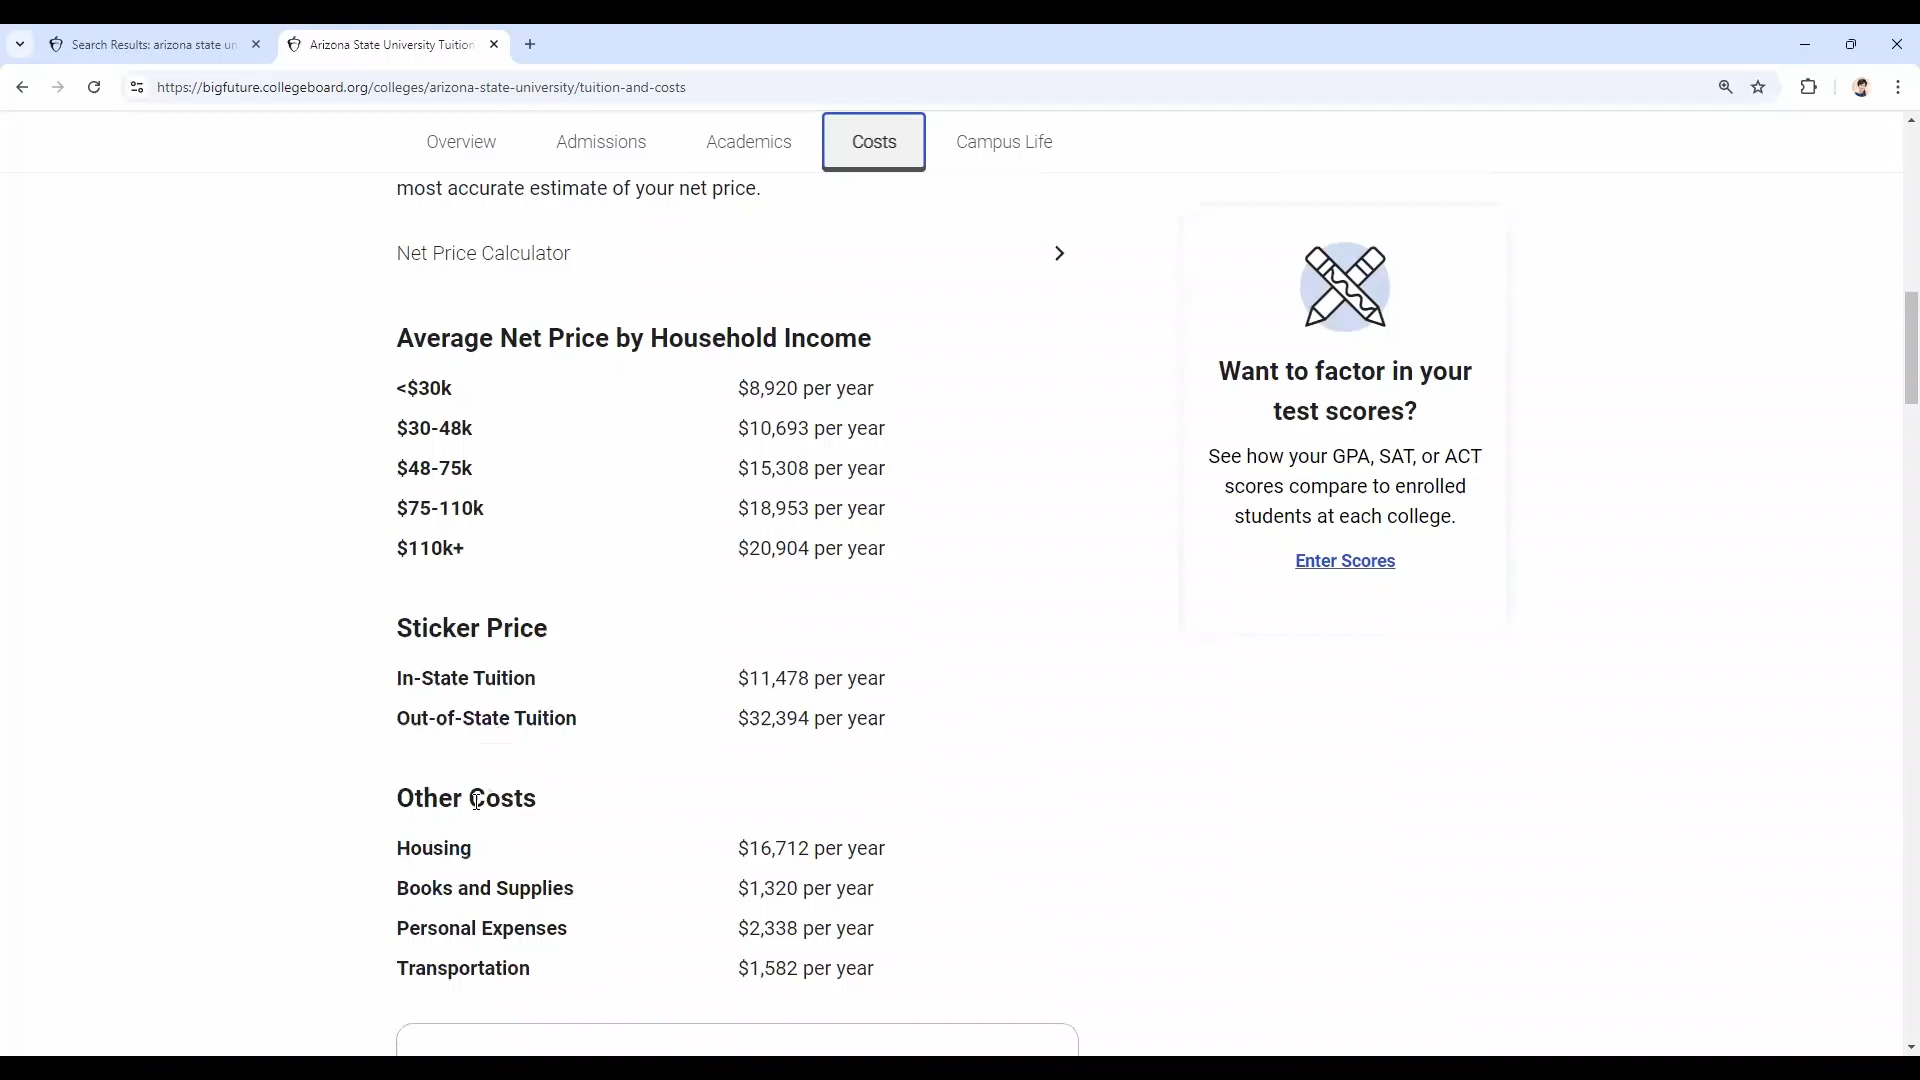 Search Results: arizona state un
Arizona State University Tuition
https://bigfuture.collegeboard.org/colleges/arizona-state-university/tuition-and-costs
Overview Admissions Academics Costs Campus Life
most accurate estimate of your net price.
Net Price Calculator
Average Net Price by Household Income
<$30k $8,920 per year
$30-48k $10,693 per year
$48-75k $15,308 per year
$75-110k $18,953 per year
$110k+ $20,904 per year
Sticker Price
In-State Tuition $11,478 per year
Out-of-State Tuition $32,394 per year
Other Costs
Housing $16,712 per year
Books and Supplies $1,320 per year
Personal Expenses $2,338 per year
Transportation $1,582 per year
Want to factor in your
test scores?
See how your GPA, SAT, or ACT
scores compare to enrolled
students at each college.
Enter Scores